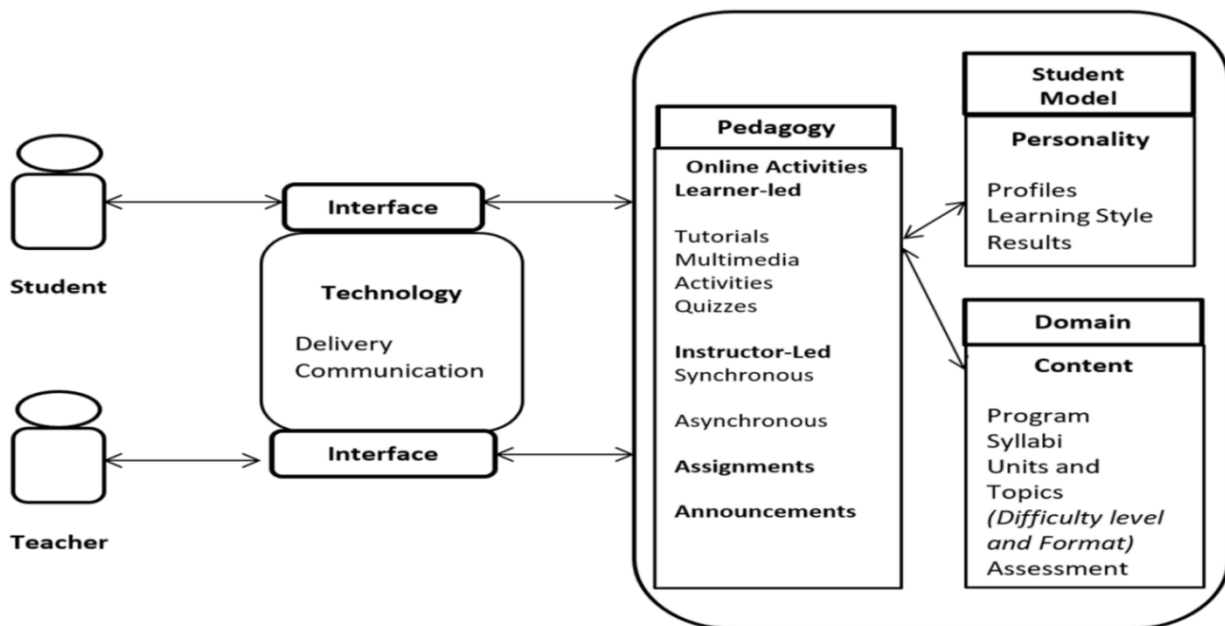 Student
Teacher
Interface
Technology
Delivery
Communication
Interface
Pedagogy
Online Activities
Learner-led
Tutorials
Multimedia
Activities
Quizzes
Instructor-Led
Synchronous
Asynchronous
Assignments
Announcements
Student
Model
Personality
Profiles
Learning Style
Results
Domain
Content
Program
Syllabi
Units and
Topics
(Difficulty level
and Format)
Assessment